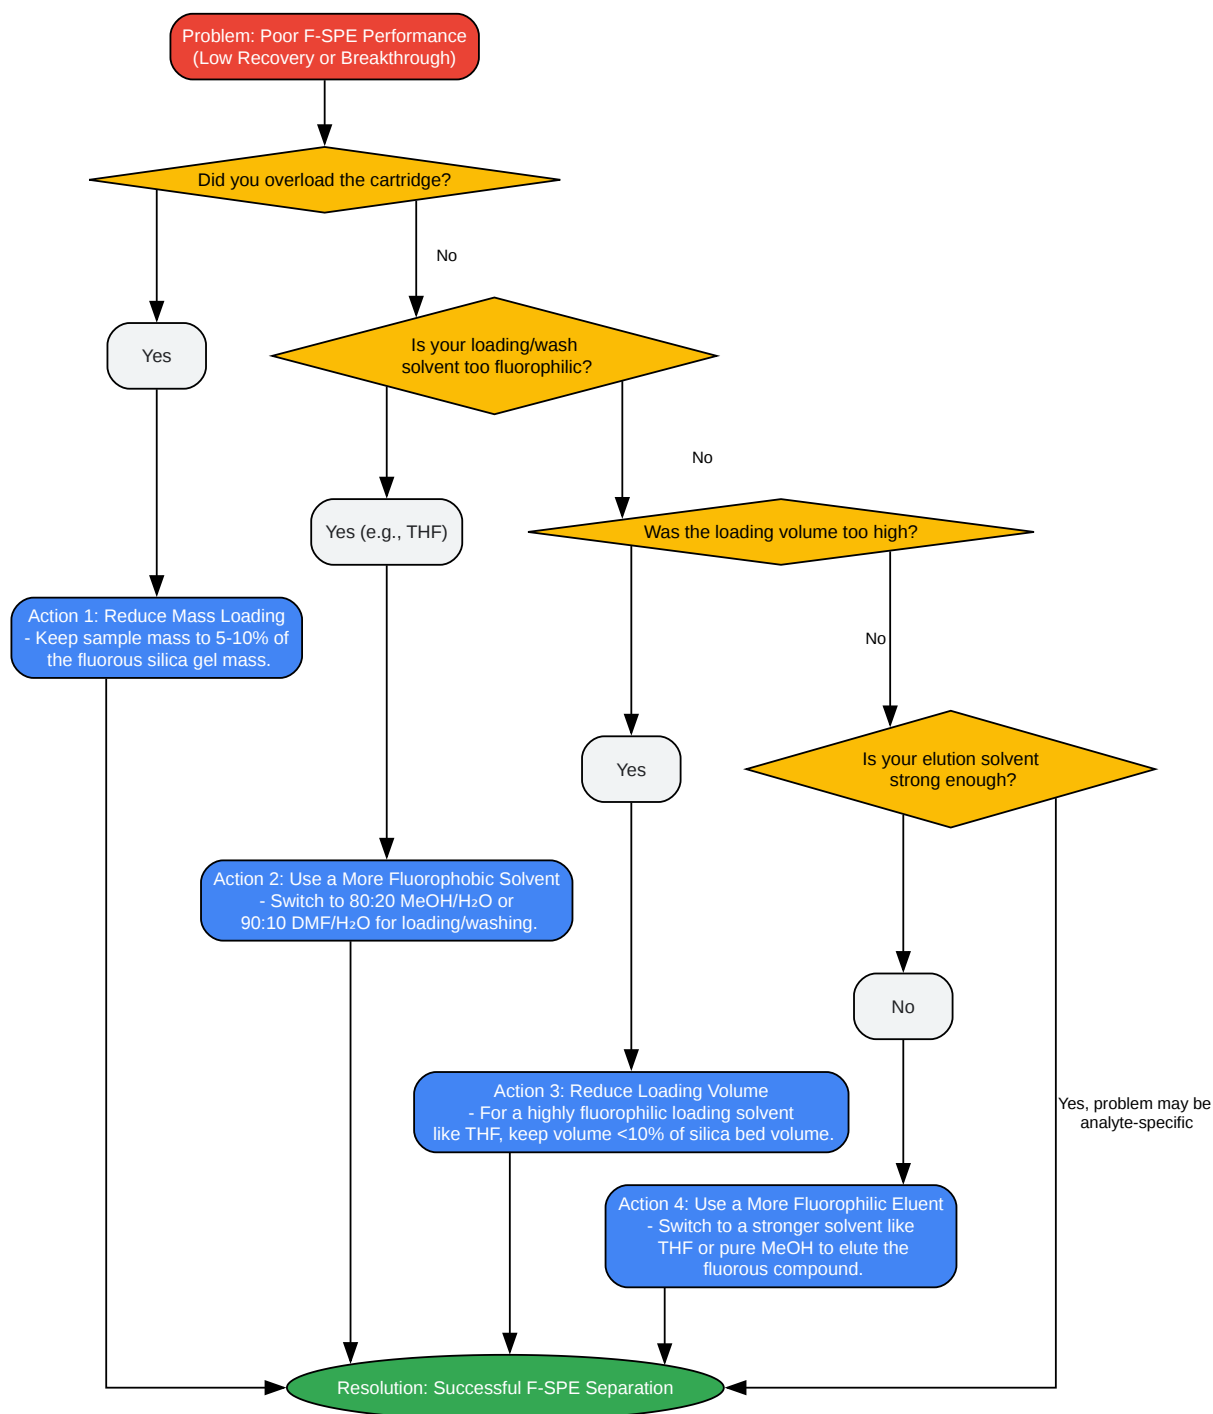 Problem: Poor F-SPE Performance
(Low Recovery or Breakthrough)
Did you overload the cartridge?
No
Yes
Is your loading/wash
solvent too fluorophilic?
No
Yes (e.g., THF)
Was the loading volume too high?
Action 1: Reduce Mass Loading
- Keep sample mass to 5-10% of
the fluorous silica gel mass.
No
Yes
Is your elution solvent
strong enough?
Action 2: Use a More Fluorophobic Solvent
- Switch to 80:20 MeOH/H₂O or
90:10 DMF/H₂O for loading/washing.
No
Action 3: Reduce Loading Volume
- For a highly fluorophilic loading solvent
like THF, keep volume <10% of silica bed volume.
Yes, problem may be
analyte-specific
Action 4: Use a More Fluorophilic Eluent
- Switch to a stronger solvent like
THF or pure MeOH to elute the
fluorous compound.
Resolution: Successful F-SPE Separation